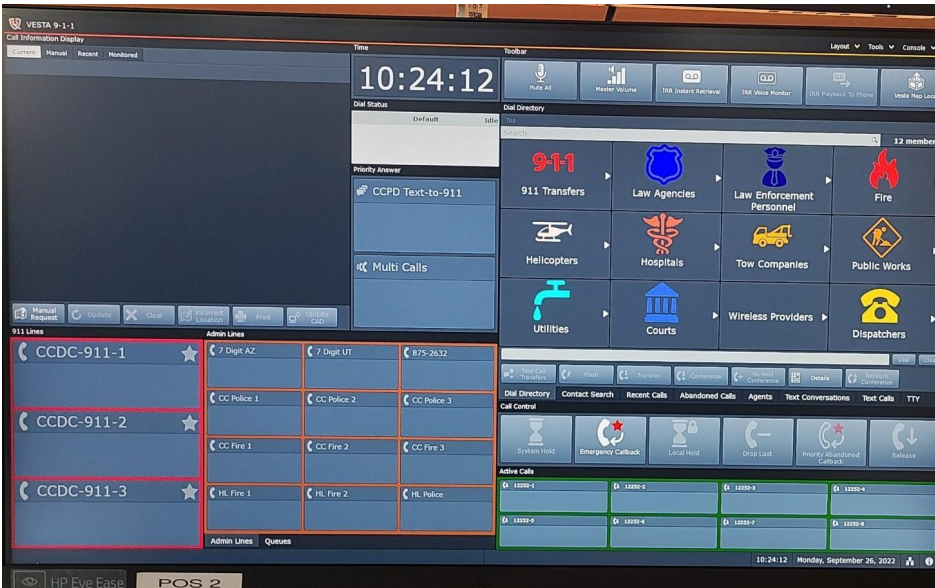 VESTA 9-1-1
Call Information Display
Current Manual Recent Monitored
Time
10:24:12
Dial Status
Default Idle
Priority Answer
CCPD Text-to-911
Multi Calls
Toolbar
Layout Tools Console
Mute All
Master Volume
IRR Instant Retrieval
IRR Voice Monitor
IRR Playback To Phone
Vesta Map Loca
Dial Directory
Top
Search
12 member
9-1-1
911 Transfers
Law Agencies
Law Enforcement
Personnel
Fire
Helicopters
Hospitals
Tow Companies
Public Works
Utilities
Courts
Wireless Providers
Dispatchers
Manual
Request
Update
Clear
Incorrect
Location
Print
Update
CAD
911 Lines
CCDC-911-1
CCDC-911-2
CCDC-911-3
Admin Lines
7 Digit AZ
7 Digit UT
875-2632
CC Police 1
CC Police 2
CC Police 3
CC Fire 1
CC Fire 2
CC Fire 3
HL Fire 1
HL Fire 2
HL Police
Admin Lines Queues
Dial Clea
Text Call
Transfers
Flash
Transfer
Conference
No Hold
Conference
Details
Network
Conference
Dial Directory Contact Search Recent Calls Abandoned Calls Agents Text Conversations Text Calls TTY
Call Control
System Hold
Emergency Callback
Local Hold
Drop Last
Priority Abandoned
Callback
Release
Active Calls
12252-1
12252-2
12252-3
12252-4
12252-5
12252-6
12252-7
12252-8
10:24:12 Monday, September 26, 2022
HP Eye Ease
POS 2